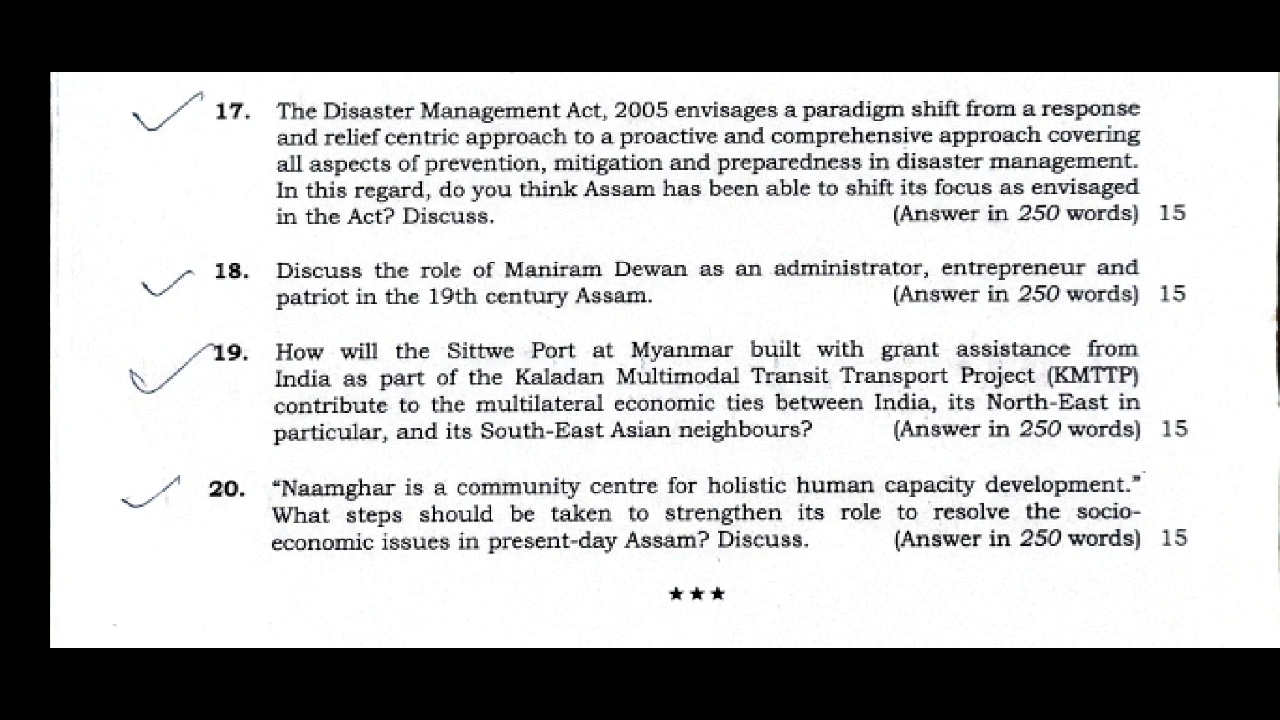 17. The Disaster Management Act, 2005 envisages a paradigm shift from a response
and relief centric approach to a proactive and comprehensive approach covering
all aspects of prevention, mitigation and preparedness in disaster management.
In this regard, do you think Assam has been able to shift its focus as envisaged
in the Act? Discuss. (Answer in 250 words) 15
18. Discuss the role of Maniram Dewan as an administrator, entrepreneur and
patriot in the 19th century Assam. (Answer in 250 words) 15
19. How will the Sittwe Port at Myanmar built with grant assistance from
India as part of the Kaladan Multimodal Transit Transport Project (KMTTP)
contribute to the multilateral economic ties between India, its North-East in
particular, and its South-East Asian neighbours? (Answer in 250 words) 15
20. “Naamghar is a community centre for holistic human capacity development.”
What steps should be taken to strengthen its role to resolve the socio-
economic issues in present-day Assam? Discuss. (Answer in 250 words) 15
★★★